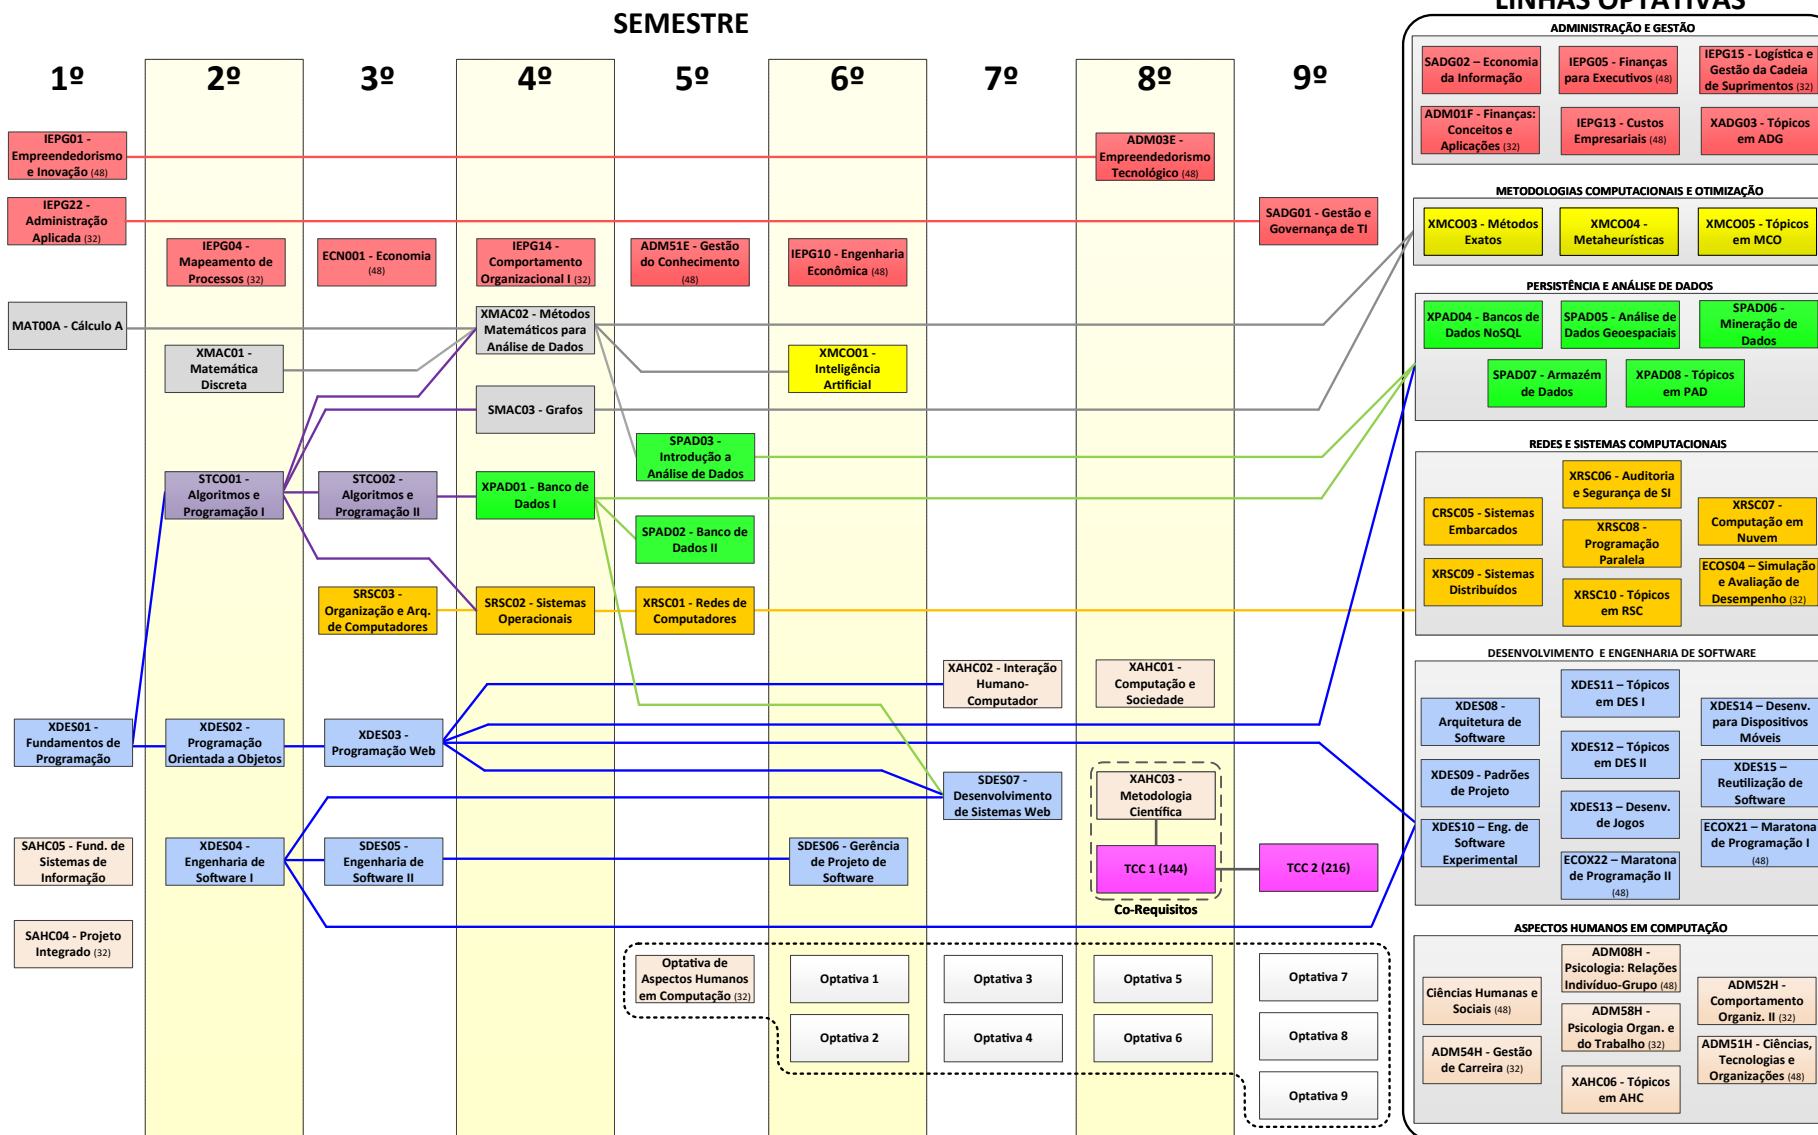 SEMESTRE
1º
2º
3º
4º
5º
6º
7º
8º
9º
IEPG01 -
Empreendedorismo
e Inovação (48)
IEPG22 -
Administração
Aplicada (32)
MAT00A - Cálculo A
XDES01 -
Fundamentos de
Programação
SAHC05 - Fund. de
Sistemas de
Informação
SAHC04 - Projeto
Integrado (32)
IEPG04 -
Mapeamento de
Processos (32)
XMAC01 -
Matemática
Discreta
STCO01 -
Algoritmos e
Programação I
XDES02 -
Programação
Orientada a Objetos
XDES04 -
Engenharia de
Software I
ECN001 - Economia
(48)
STCO02 -
Algoritmos e
Programação II
SRSC03 -
Organização e Arq.
de Computadores
XDES03 -
Programação Web
SDES05 -
Engenharia de
Software II
IEPG14 -
Comportamento
Organizacional I (32)
XMAC02 - Métodos
Matemáticos para
Análise de Dados
SMAC03 - Grafos
XPAD01 - Banco de
Dados I
SRSC02 - Sistemas
Operacionais
ADM51E - Gestão
do Conhecimento
(48)
SPAD03 -
Introdução a
Análise de Dados
SPAD02 - Banco de
Dados II
XRSC01 - Redes de
Computadores
Optativa de
Aspectos Humanos
em Computação (32)
IEPG10 - Engenharia
Econômica (48)
XMCO01 -
Inteligência
Artificial
SDES06 - Gerência
de Projeto de
Software
Optativa 1
Optativa 2
XAHC02 - Interação
Humano-
Computador
SDES07 -
Desenvolvimento
de Sistemas Web
Optativa 3
Optativa 4
ADM03E -
Empreendedorismo
Tecnológico (48)
XAHC01 -
Computação e
Sociedade
XAHC03 -
Metodologia
Científica
TCC 1 (144)
Co-Requisitos
Optativa 5
Optativa 6
SADG01 - Gestão e
Governança de TI
TCC 2 (216)
Optativa 7
Optativa 8
Optativa 9
LINHAS OPTATIVAS
ADMINISTRAÇÃO E GESTÃO
SADG02 – Economia
da Informação
IEPG05 - Finanças
para Executivos (48)
IEPG15 - Logística e
Gestão da Cadeia
de Suprimentos (32)
ADM01F - Finanças:
Conceitos e
Aplicações (32)
IEPG13 - Custos
Empresariais (48)
XADG03 - Tópicos
em ADG
METODOLOGIAS COMPUTACIONAIS E OTIMIZAÇÃO
XMCO03 - Métodos
Exatos
XMCO04 -
Metaheurísticas
XMCO05 - Tópicos
em MCO
PERSISTÊNCIA E ANÁLISE DE DADOS
XPAD04 - Bancos de
Dados NoSQL
SPAD05 - Análise de
Dados Geoespaciais
SPAD06 -
Mineração de
Dados
SPAD07 - Armazém
de Dados
XPAD08 - Tópicos
em PAD
REDES E SISTEMAS COMPUTACIONAIS
CRSC05 - Sistemas
Embarcados
XRSC06 - Auditoria
e Segurança de SI
XRSC07 -
Computação em
Nuvem
XRSC08 -
Programação
Paralela
XRSC09 - Sistemas
Distribuídos
XRSC10 - Tópicos
em RSC
ECOS04 – Simulação
e Avaliação de
Desempenho (32)
DESENVOLVIMENTO E ENGENHARIA DE SOFTWARE
XDES08 -
Arquitetura de
Software
XDES11 – Tópicos
em DES I
XDES14 – Desenv.
para Dispositivos
Móveis
XDES12 – Tópicos
em DES II
XDES09 - Padrões
de Projeto
XDES15 –
Reutilização de
Software
XDES13 – Desenv.
de Jogos
XDES10 – Eng. de
Software
Experimental
ECOX21 – Maratona
de Programação I
(48)
ECOX22 – Maratona
de Programação II
(48)
ASPECTOS HUMANOS EM COMPUTAÇÃO
ADM08H -
Psicologia: Relações
Indivíduo-Grupo (48)
Ciências Humanas e
Sociais (48)
ADM52H -
Comportamento
Organiz. II (32)
ADM58H -
Psicologia Organ. e
do Trabalho (32)
ADM54H - Gestão
de Carreira (32)
ADM51H - Ciências,
Tecnologias e
Organizações (48)
XAHC06 - Tópicos
em AHC